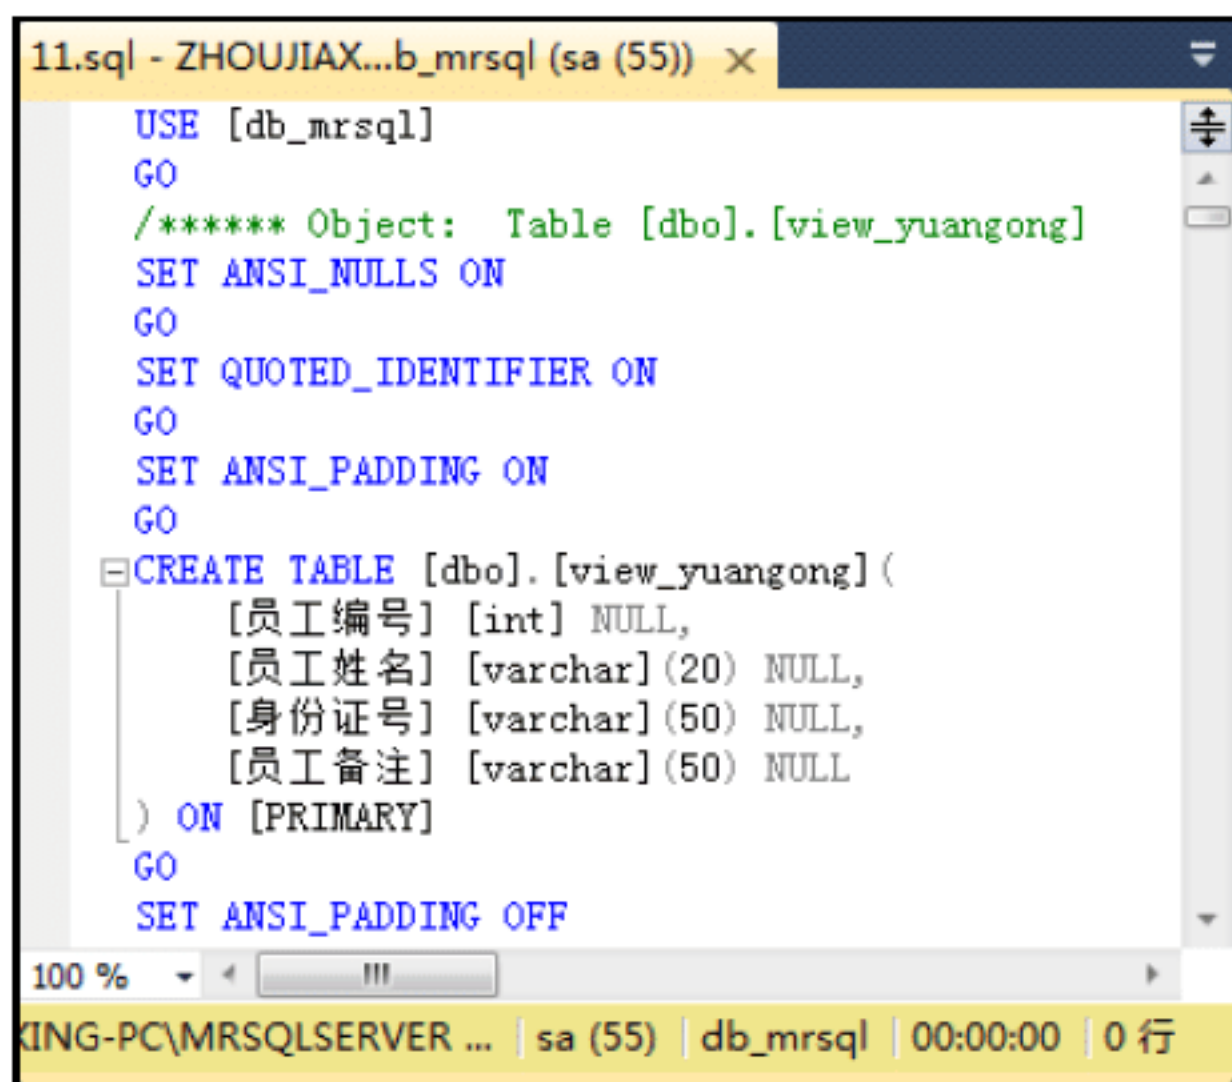 11.sql - ZHOUJIAX...b_mrsql (sa (55)) ×
USE [db_mrsql]
GO
/****** Object:  Table [dbo].[view_yuangong]
SET ANSI_NULLS ON
GO
SET QUOTED_IDENTIFIER ON
GO
SET ANSI_PADDING ON
GO
CREATE TABLE [dbo].[view_yuangong](
[员工编号] [int] NULL,
[员工姓名] [varchar](20) NULL,
[身份证号] [varchar](50) NULL,
[员工备注] [varchar](50) NULL
) ON [PRIMARY]
GO
SET ANSI_PADDING OFF
100 %
XING-PC\MRSQLSERVER ... sa (55) db_mrsql 00:00:00 0 行